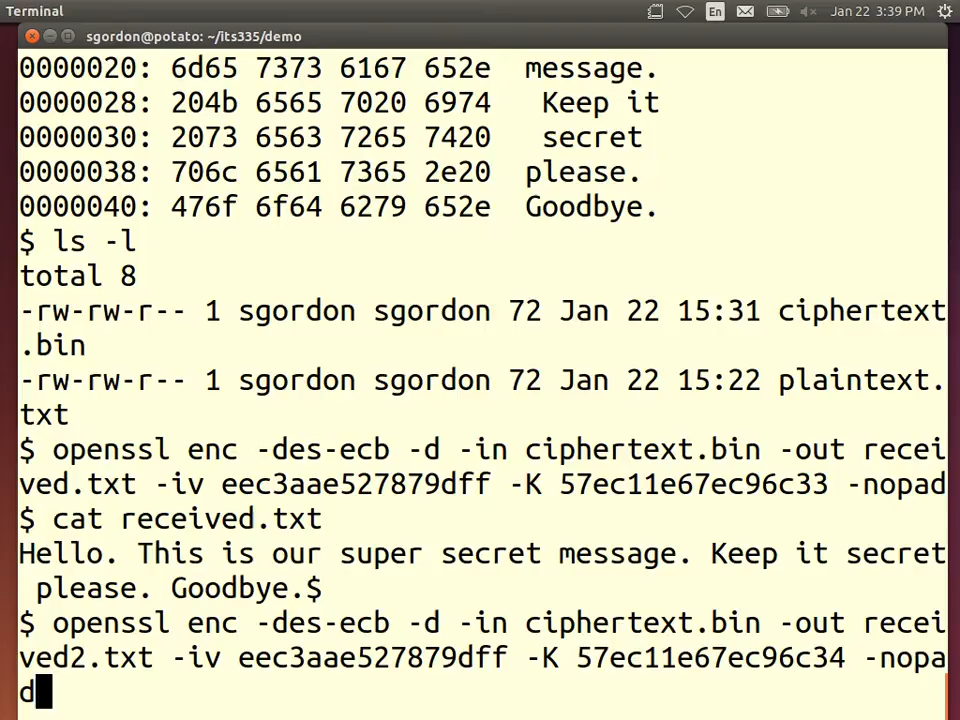 Terminal
En
Jan 22 3:39 PM
sgordon@potato: ~/its335/demo
0000020: 6d65 7373 6167 652e  message.
0000028: 204b 6565 7020 6974   Keep it
0000030: 2073 6563 7265 7420   secret
0000038: 706c 6561 7365 2e20  please.
0000040: 476f 6f64 6279 652e  Goodbye.
$ ls -l
total 8
-rw-rw-r-- 1 sgordon sgordon 72 Jan 22 15:31 ciphertext
.bin
-rw-rw-r-- 1 sgordon sgordon 72 Jan 22 15:22 plaintext.
txt
$ openssl enc -des-ecb -d -in ciphertext.bin -out recei
ved.txt -iv eec3aae527879dff -K 57ec11e67ec96c33 -nopad
$ cat received.txt
Hello. This is our super secret message. Keep it secret
 please. Goodbye.$
$ openssl enc -des-ecb -d -in ciphertext.bin -out recei
ved2.txt -iv eec3aae527879dff -K 57ec11e67ec96c34 -nopa
d